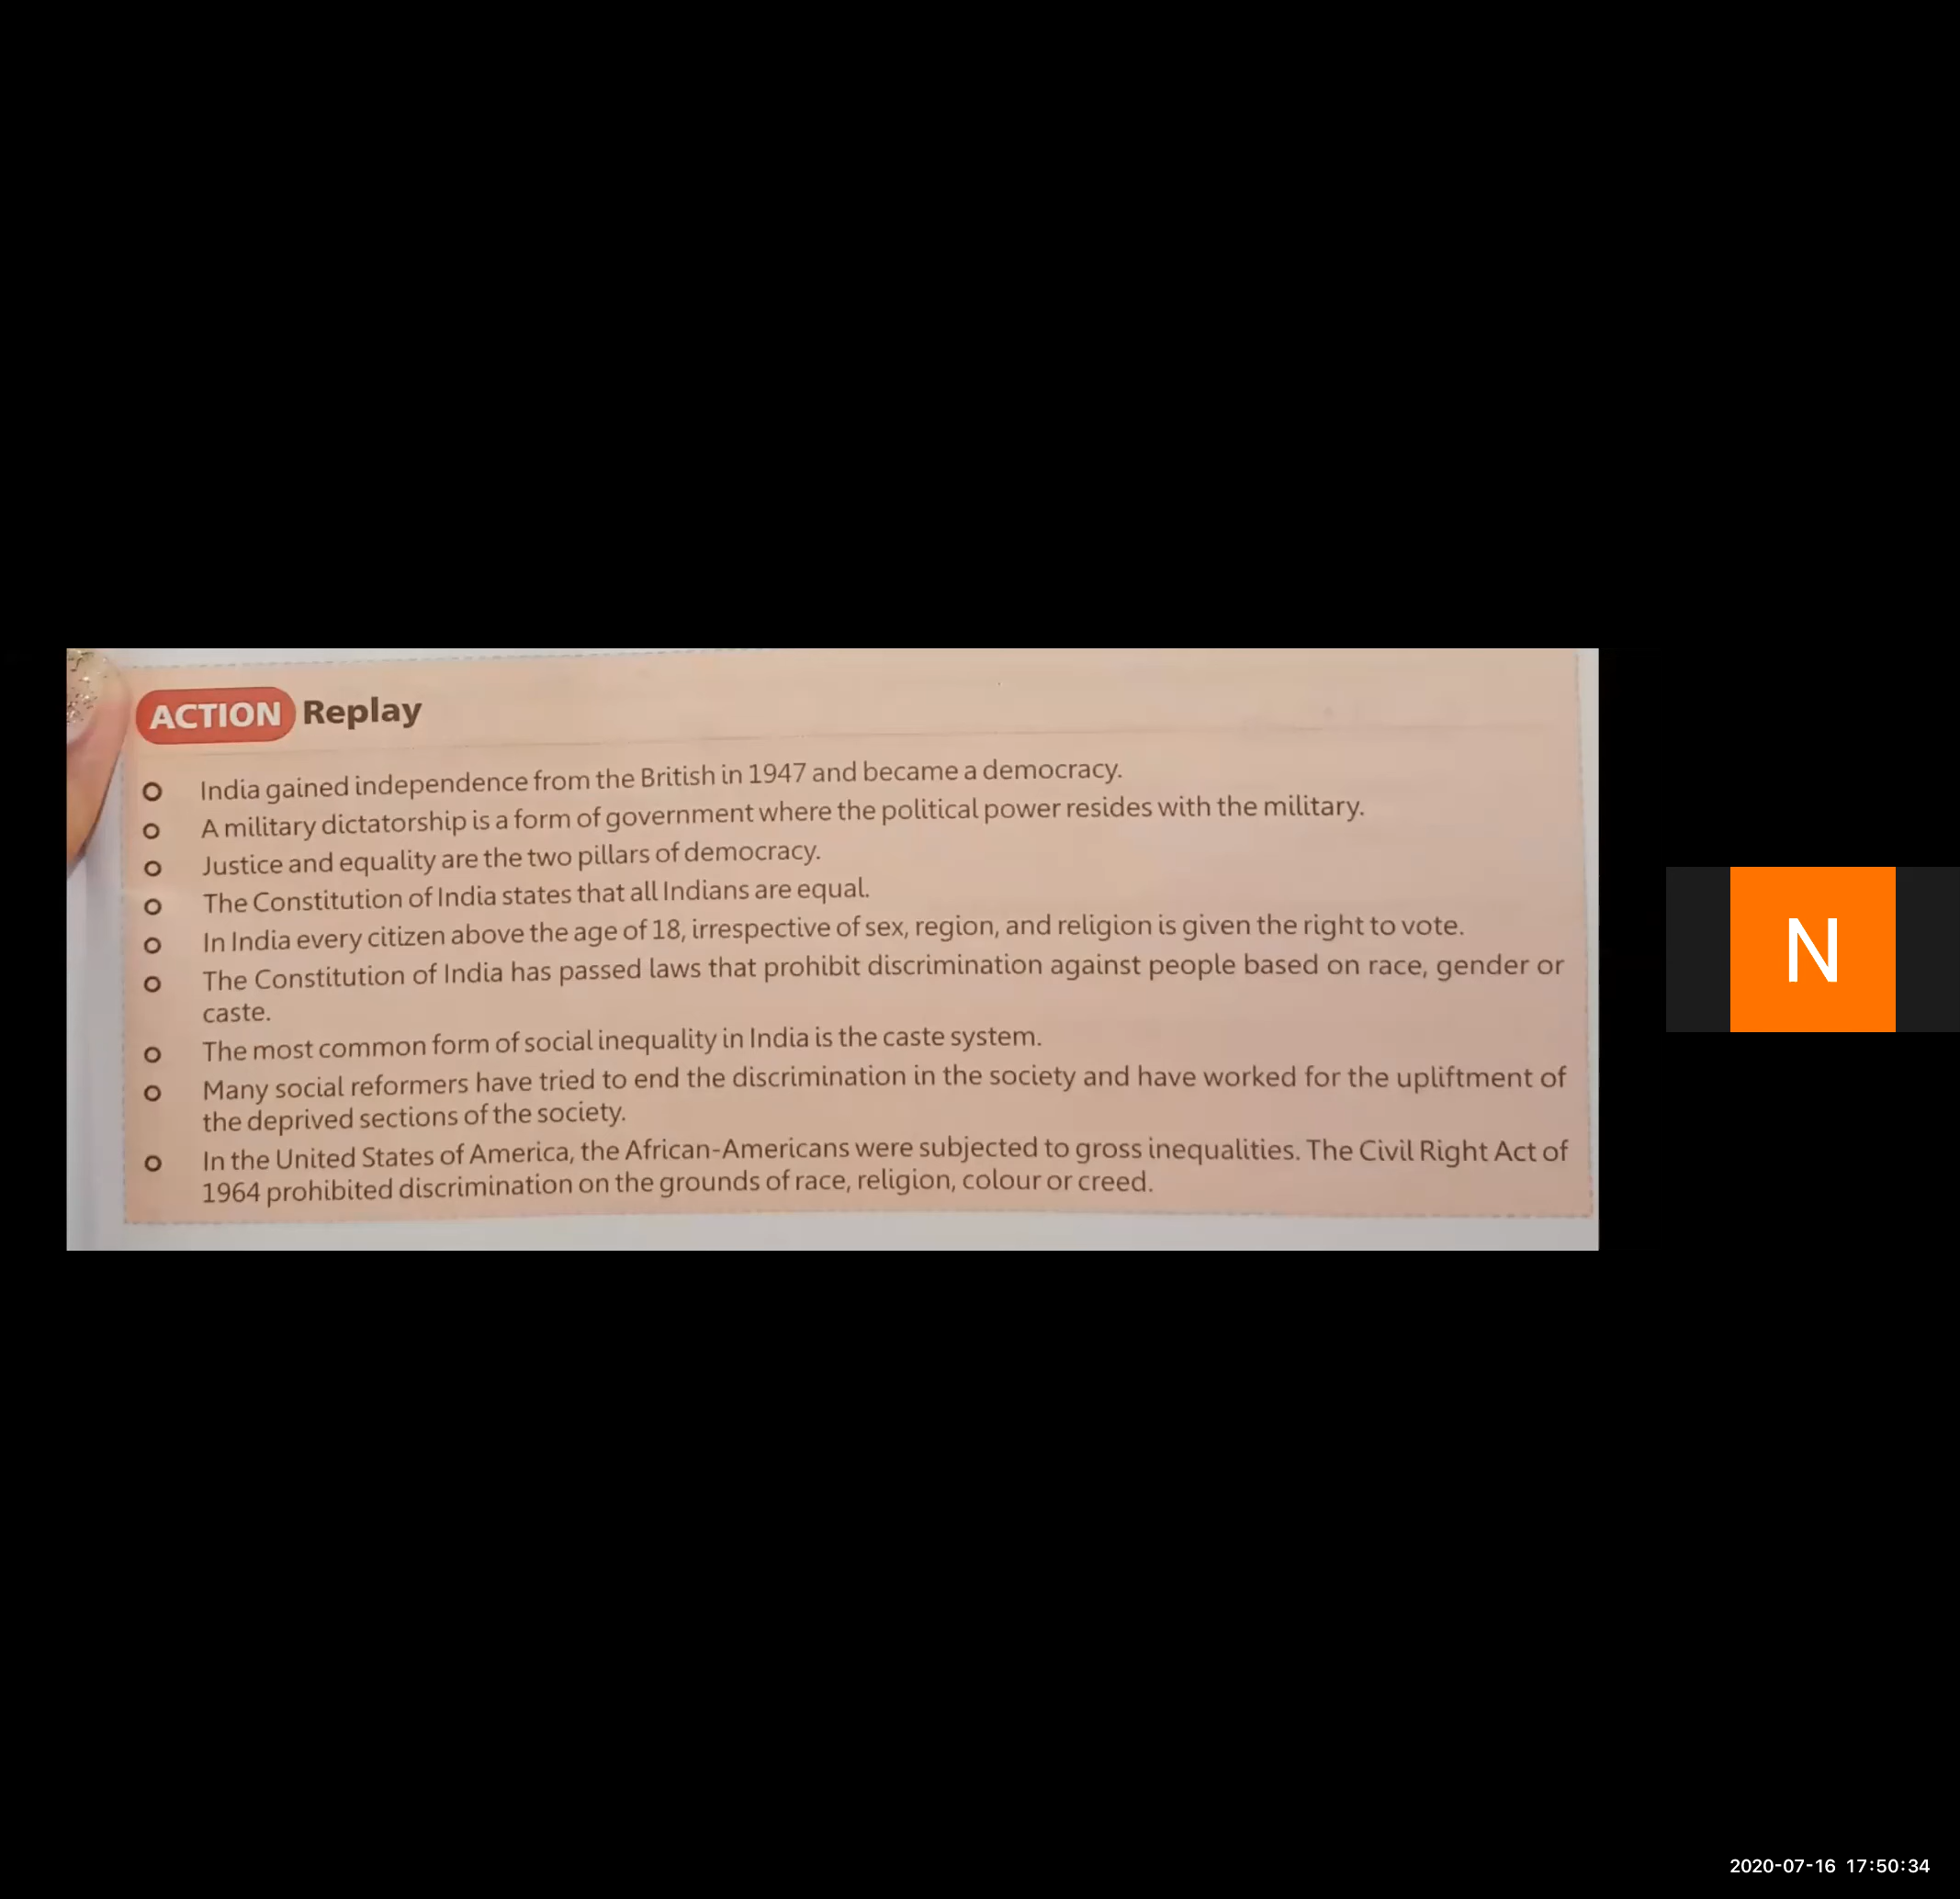 ACTION Replay
O India gained independence from the British in 1947 and became a democracy.
O A military dictatorship is a form of government where the political power resides with the military.
O Justice and equality are the two pillars of democracy.
O The Constitution of India states that all Indians are equal.
O In India every citizen above the age of 18, irrespective of sex, region, and religion is given the right to vote.
O The Constitution of India has passed laws that prohibit discrimination against people based on race, gender or
caste.
O The most common form of social inequality in India is the caste system.
O Many social reformers have tried to end the discrimination in the society and have worked for the upliftment of
the deprived sections of the society.
O In the United States of America, the African-Americans were subjected to gross inequalities. The Civil Right Act of
1964 prohibited discrimination on the grounds of race, religion, colour or creed.
N
2020-07-16 17:50:34